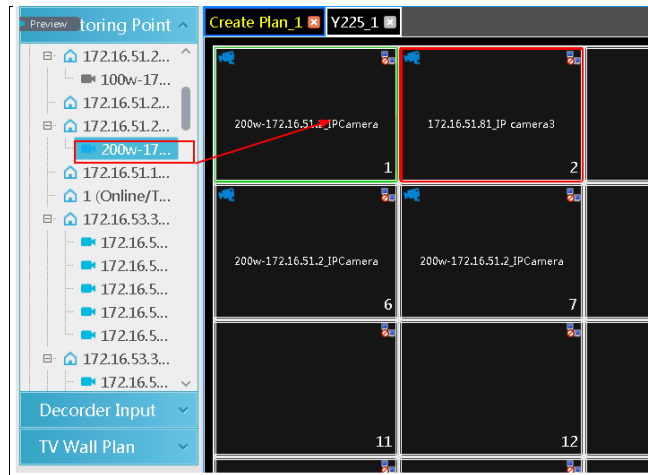 Preview
toring Point
Create Plan_1
Y225_1
172.16.51.2...
100w-17...
172.16.51.2...
172.16.51.2...
200w-17...
172.16.51.1...
1 (Online/T...
172.16.53.3...
172.16.5...
172.16.5...
172.16.5...
172.16.5...
172.16.5...
172.16.53.3...
172.16.5...
Decorder Input
TV Wall Plan
200w-172.16.51.2_IPCamera
1
172.16.51.81_IP camera3
2
200w-172.16.51.2_IPCamera
6
200w-172.16.51.2_IPCamera
7
11
12